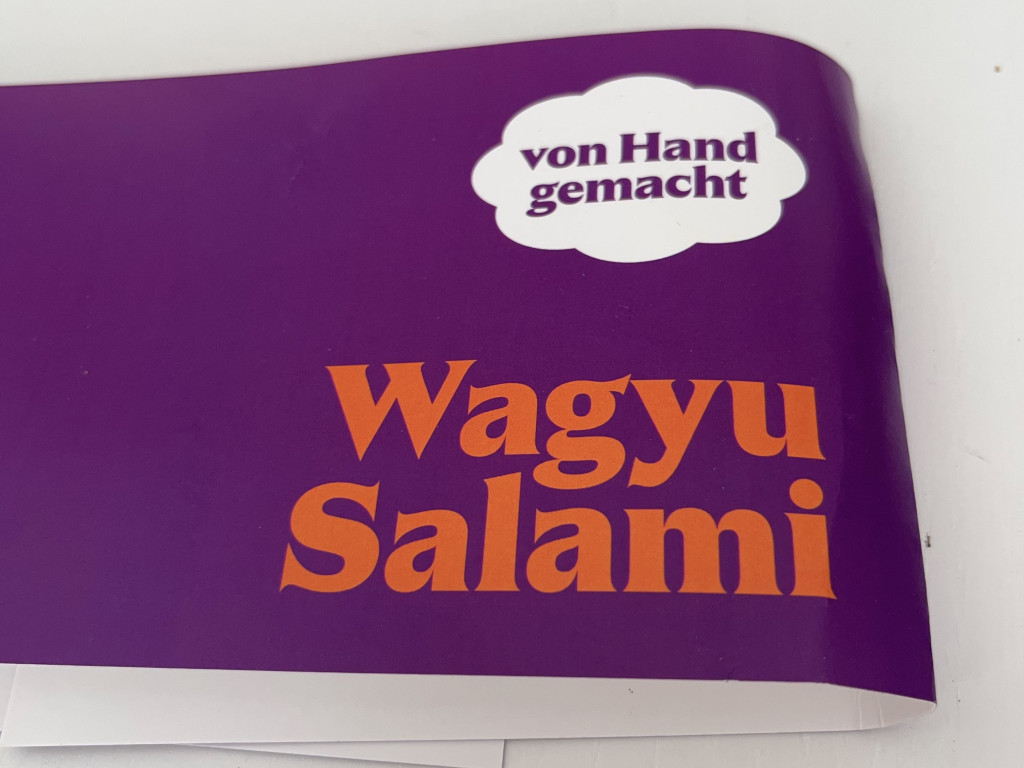 von Hand
gemacht
Wagyu
Salami